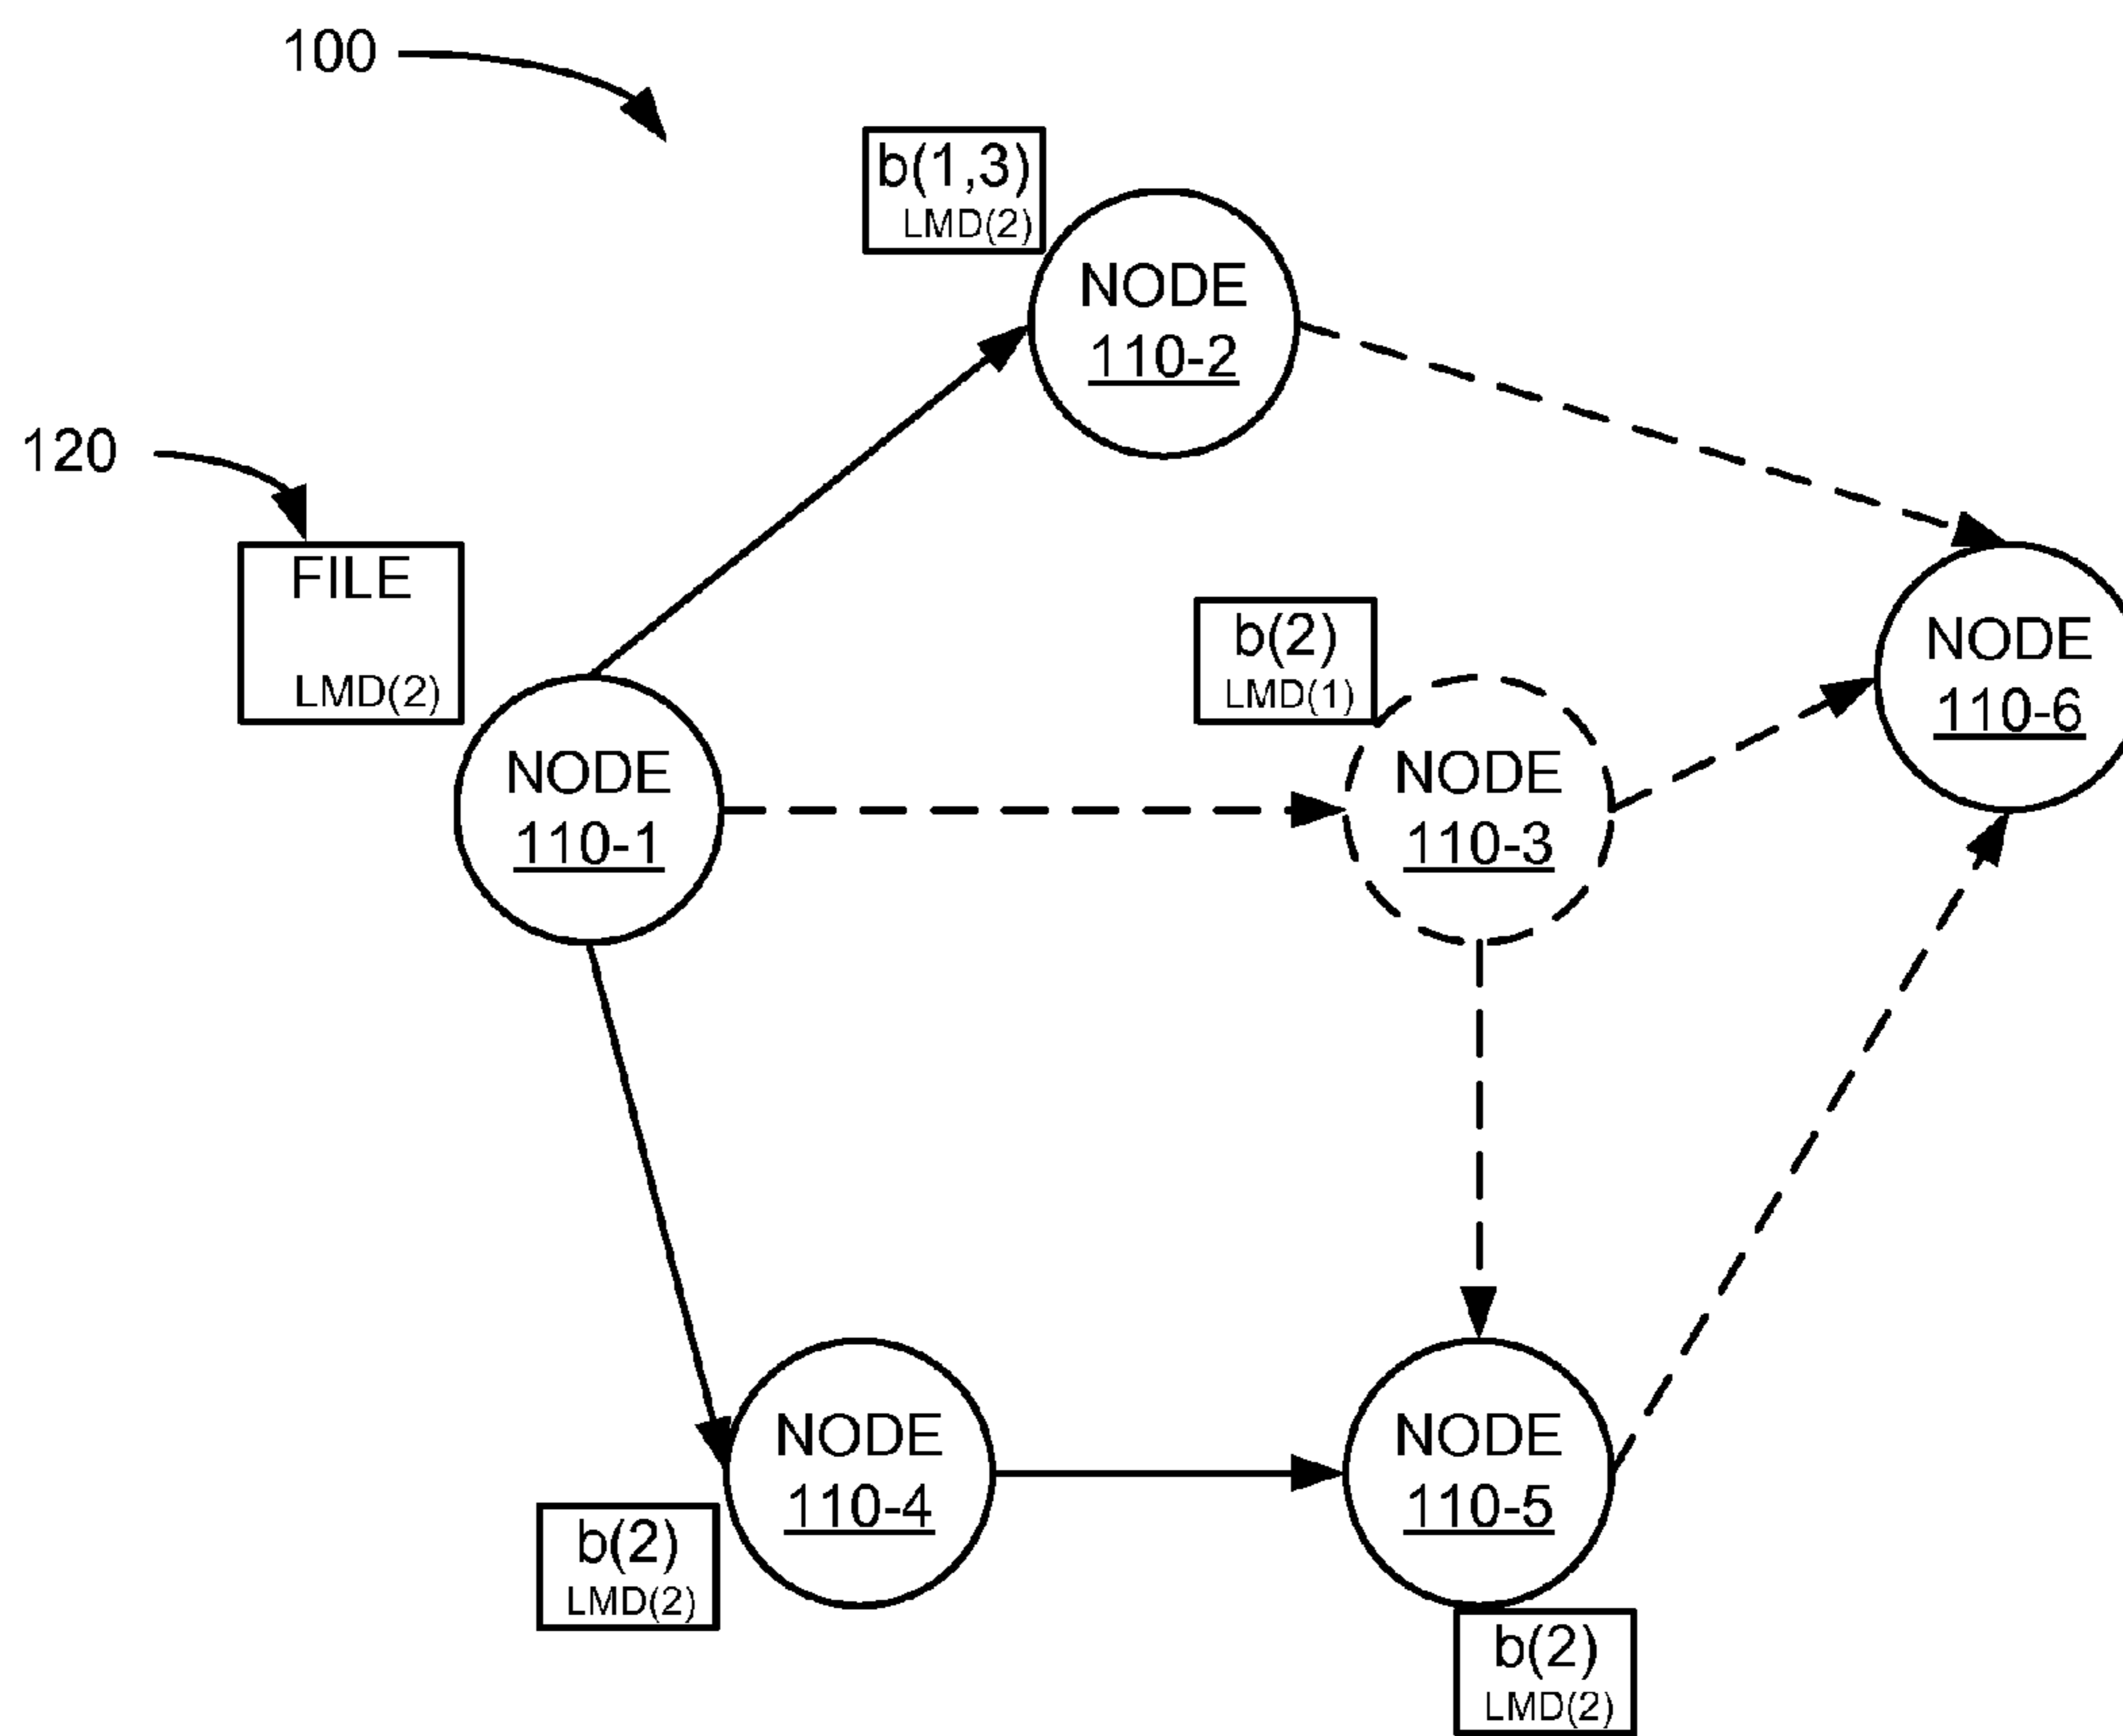 100
b(1,3)
LMD(2)
NODE
110-2
120
FILE
LMD(2)
b(2)
LMD(1)
NODE
110-6
NODE
110-1
NODE
110-3
NODE
110-4
NODE
110-5
b(2)
LMD(2)
b(2)
LMD(2)